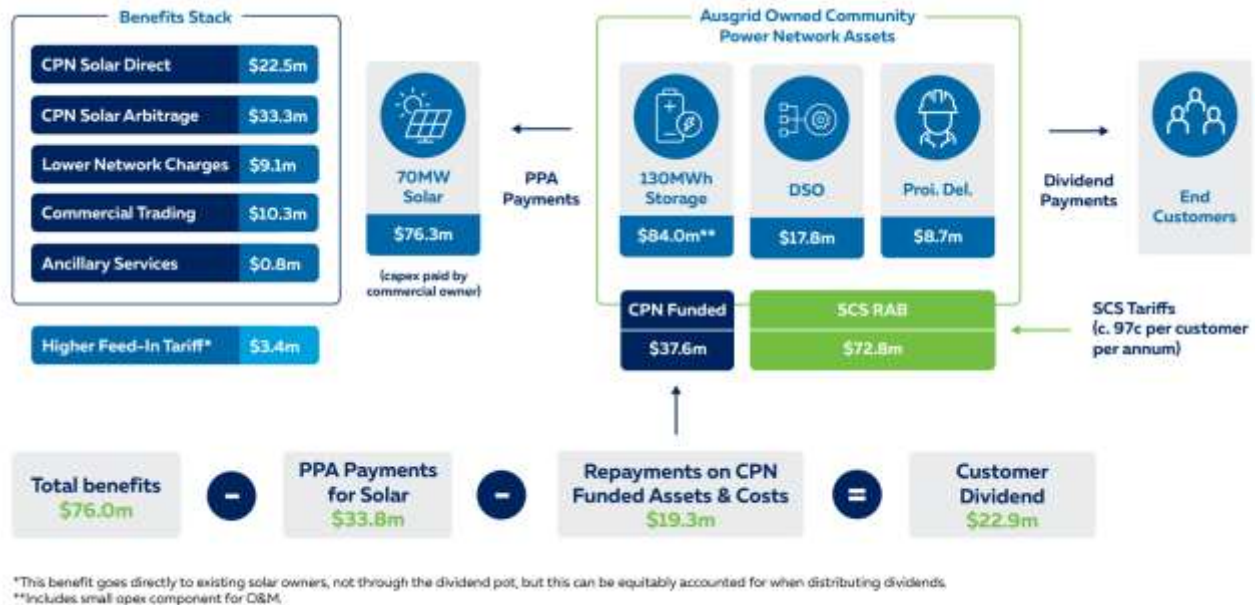 Benefits Stack
CPN Solar Direct $22.5m
CPN Solar Arbitrage $33.3m
Lower Network Charges $9.1m
Commercial Trading $10.3m
Ancillary Services $0.8m
Higher Feed-In Tariff* $3.4m
70MW
Solar
$76.3m
(capex paid by
commercial owner)
PPA
Payments
Ausgrid Owned Community
Power Network Assets
130MWh
Storage
$84.0m**
DSO
$17.8m
Proj. Del.
$8.7m
CPN Funded
$37.6m
SCS RAB
$72.8m
Dividend
Payments
End
Customers
SCS Tariffs
(c. 97c per customer
per annum)
Total benefits
$76.0m
-
PPA Payments
for Solar
$33.8m
-
Repayments on CPN
Funded Assets & Costs
$19.3m
=
Customer
Dividend
$22.9m
*This benefit goes directly to existing solar owners, not through the dividend pot, but this can be equitably accounted for when distributing dividends.
**Includes small opex component for O&M.